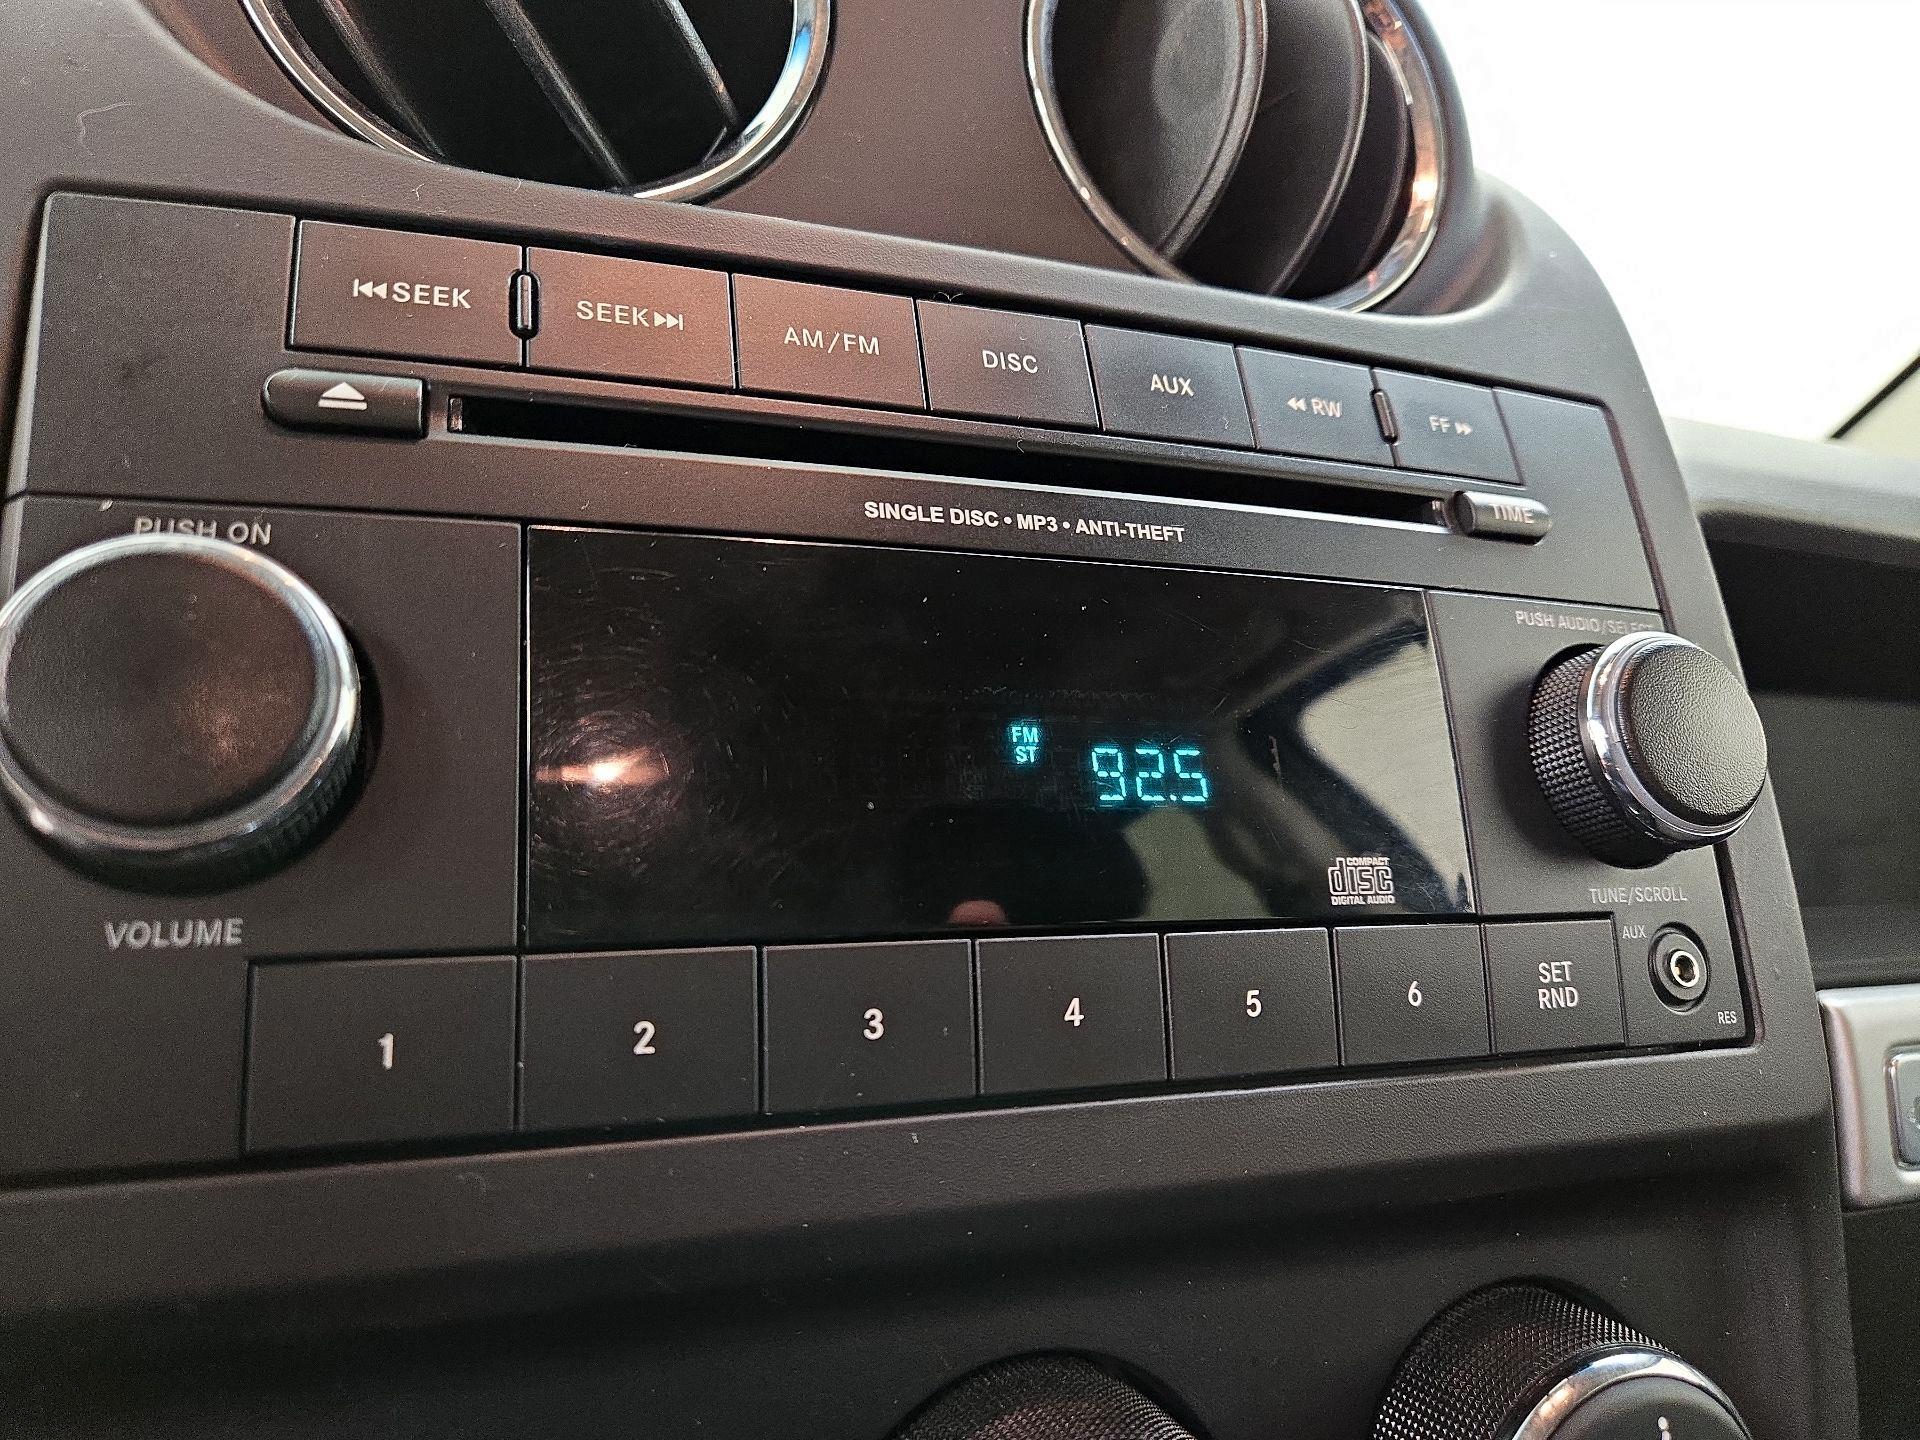 ⏮SEEK
SEEK⏭
AM/FM
DISC
AUX
◀◀ RW
FF ▶▶
SINGLE DISC • MP3 • ANTI-THEFT
TIME
PUSH ON
VOLUME
FM
ST
92.5
COMPACT
disc
DIGITAL AUDIO
PUSH AUDIO/SELECT
TUNE/SCROLL
1
2
3
4
5
6
SET
RND
AUX
RES